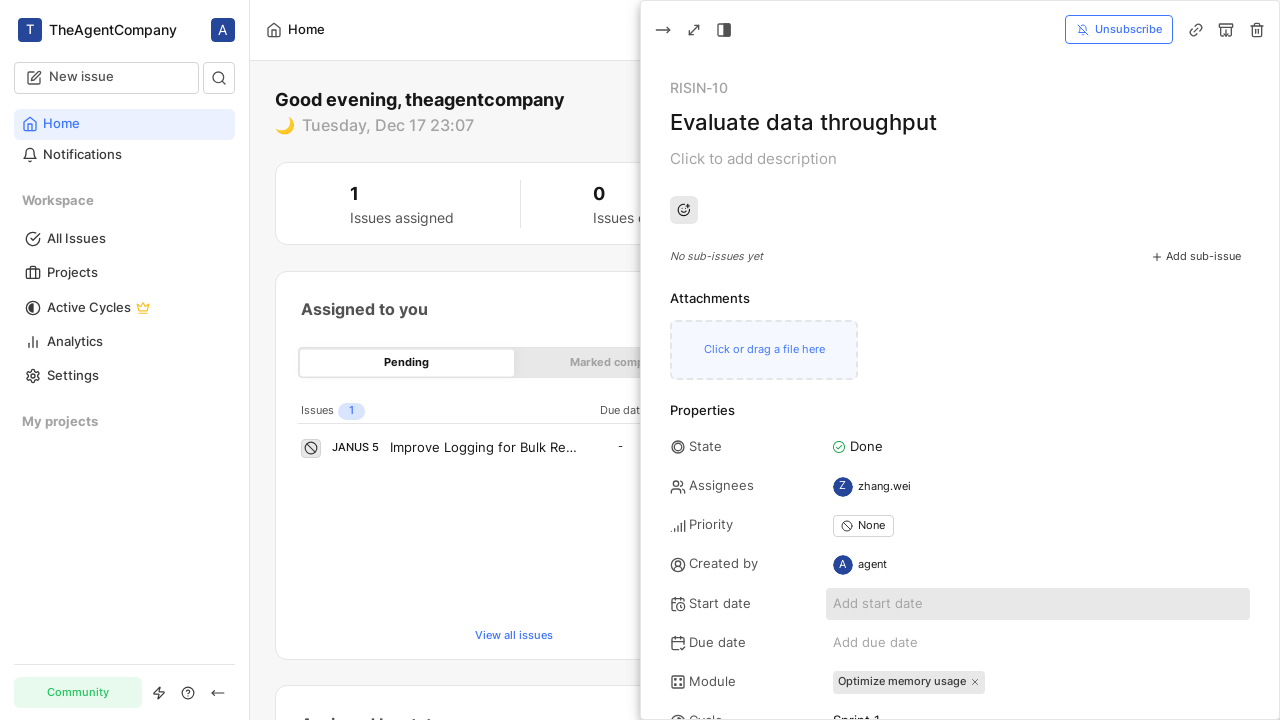 T TheAgentCompany A
New issue
Home
Notifications
Workspace
All Issues
Projects
Active Cycles
Analytics
Settings
My projects
Community
Home
Good evening, theagentcompany
🌙 Tuesday, Dec 17 23:07
1
Issues assigned
0
Issues
Assigned to you
Pending
Marked comp
Issues 1
Due dat
JANUS 5 Improve Logging for Bulk Re... -
View all issues
Unsubscribe
RISIN-10
Evaluate data throughput
Click to add description
No sub-issues yet
Add sub-issue
Attachments
Click or drag a file here
Properties
State Done
Assignees Z zhang.wei
Priority None
Created by A agent
Start date Add start date
Due date Add due date
Module Optimize memory usage
Cycle Sprint 1